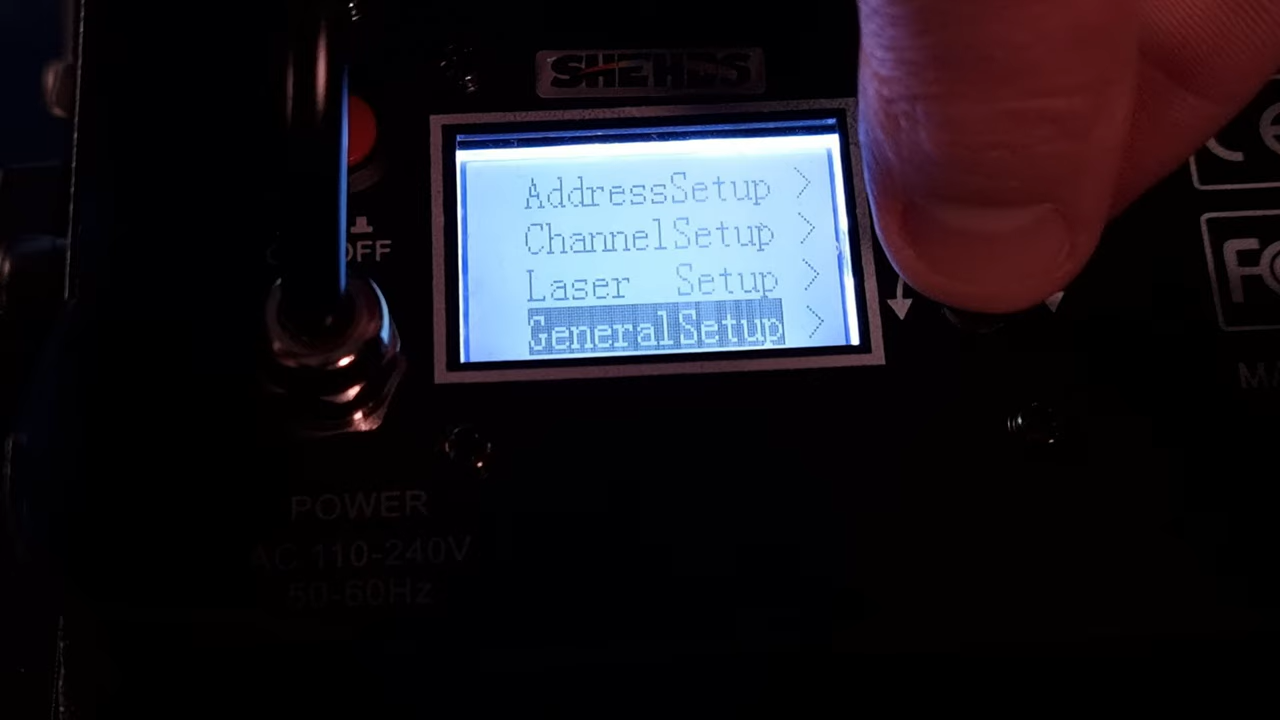 SHEHDS
OFF
AddressSetup >
ChannelSetup >
Laser Setup >
GeneralSetup >
POWER
AC 110-240V
50-60Hz